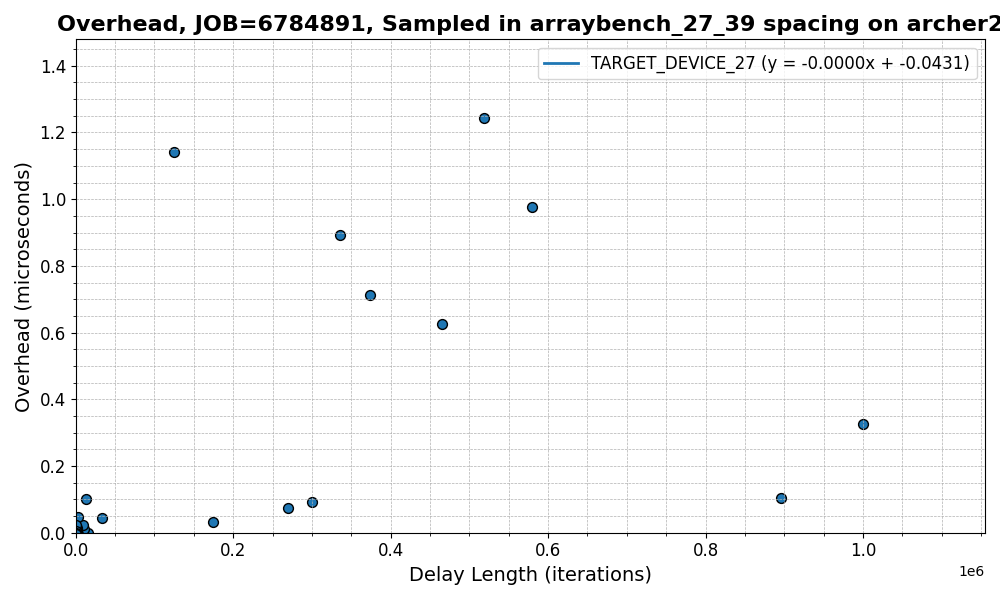 Overhead, JOB=6784891, Sampled in arraybench_27_39 spacing on archer2
TARGET_DEVICE_27 (y = -0.0000x + -0.0431)
Overhead (microseconds)
1.4
1.2
1.0
0.8
0.6
0.4
0.2
0.0
0.0 0.2 0.4 0.6 0.8 1.0
1e6
Delay Length (iterations)